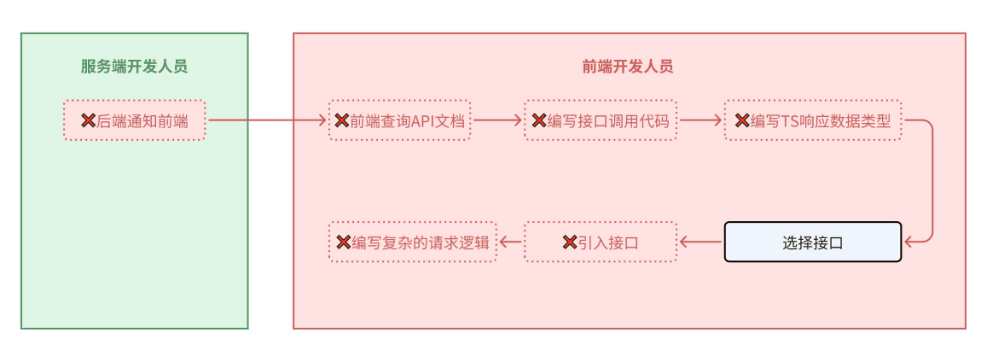 服务端开发人员
前端开发人员
❌后端通知前端
❌前端查询API文档
❌编写接口调用代码
❌编写TS响应数据类型
选择接口
❌引入接口
❌编写复杂的请求逻辑